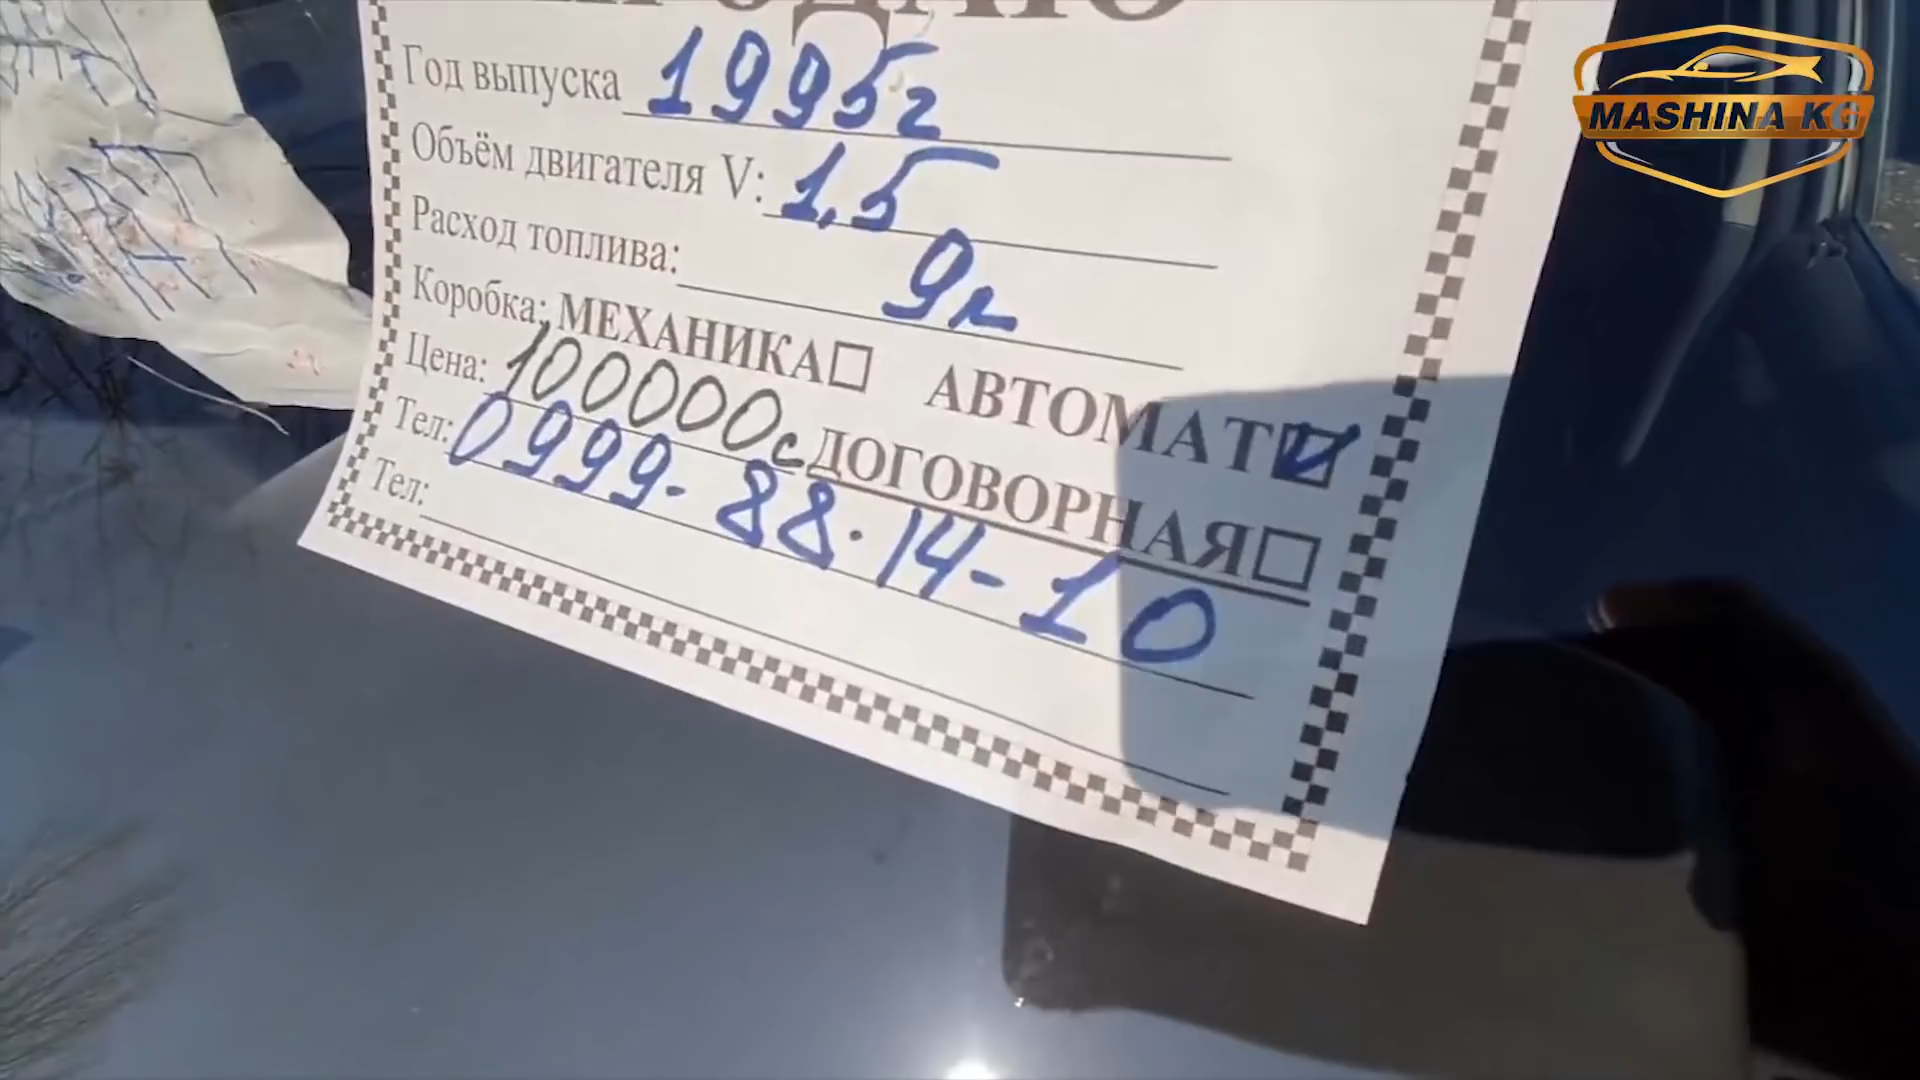 ПРОДАЮ
MASHINA KG
Год выпуска 1995г
Объём двигателя V: 1,5
Расход топлива: 9л
Коробка: МЕХАНИКА☐ АВТОМАТ☑
Цена: 100000с ДОГОВОРНАЯ☐
Тел: 0999-88·14-10
Тел: